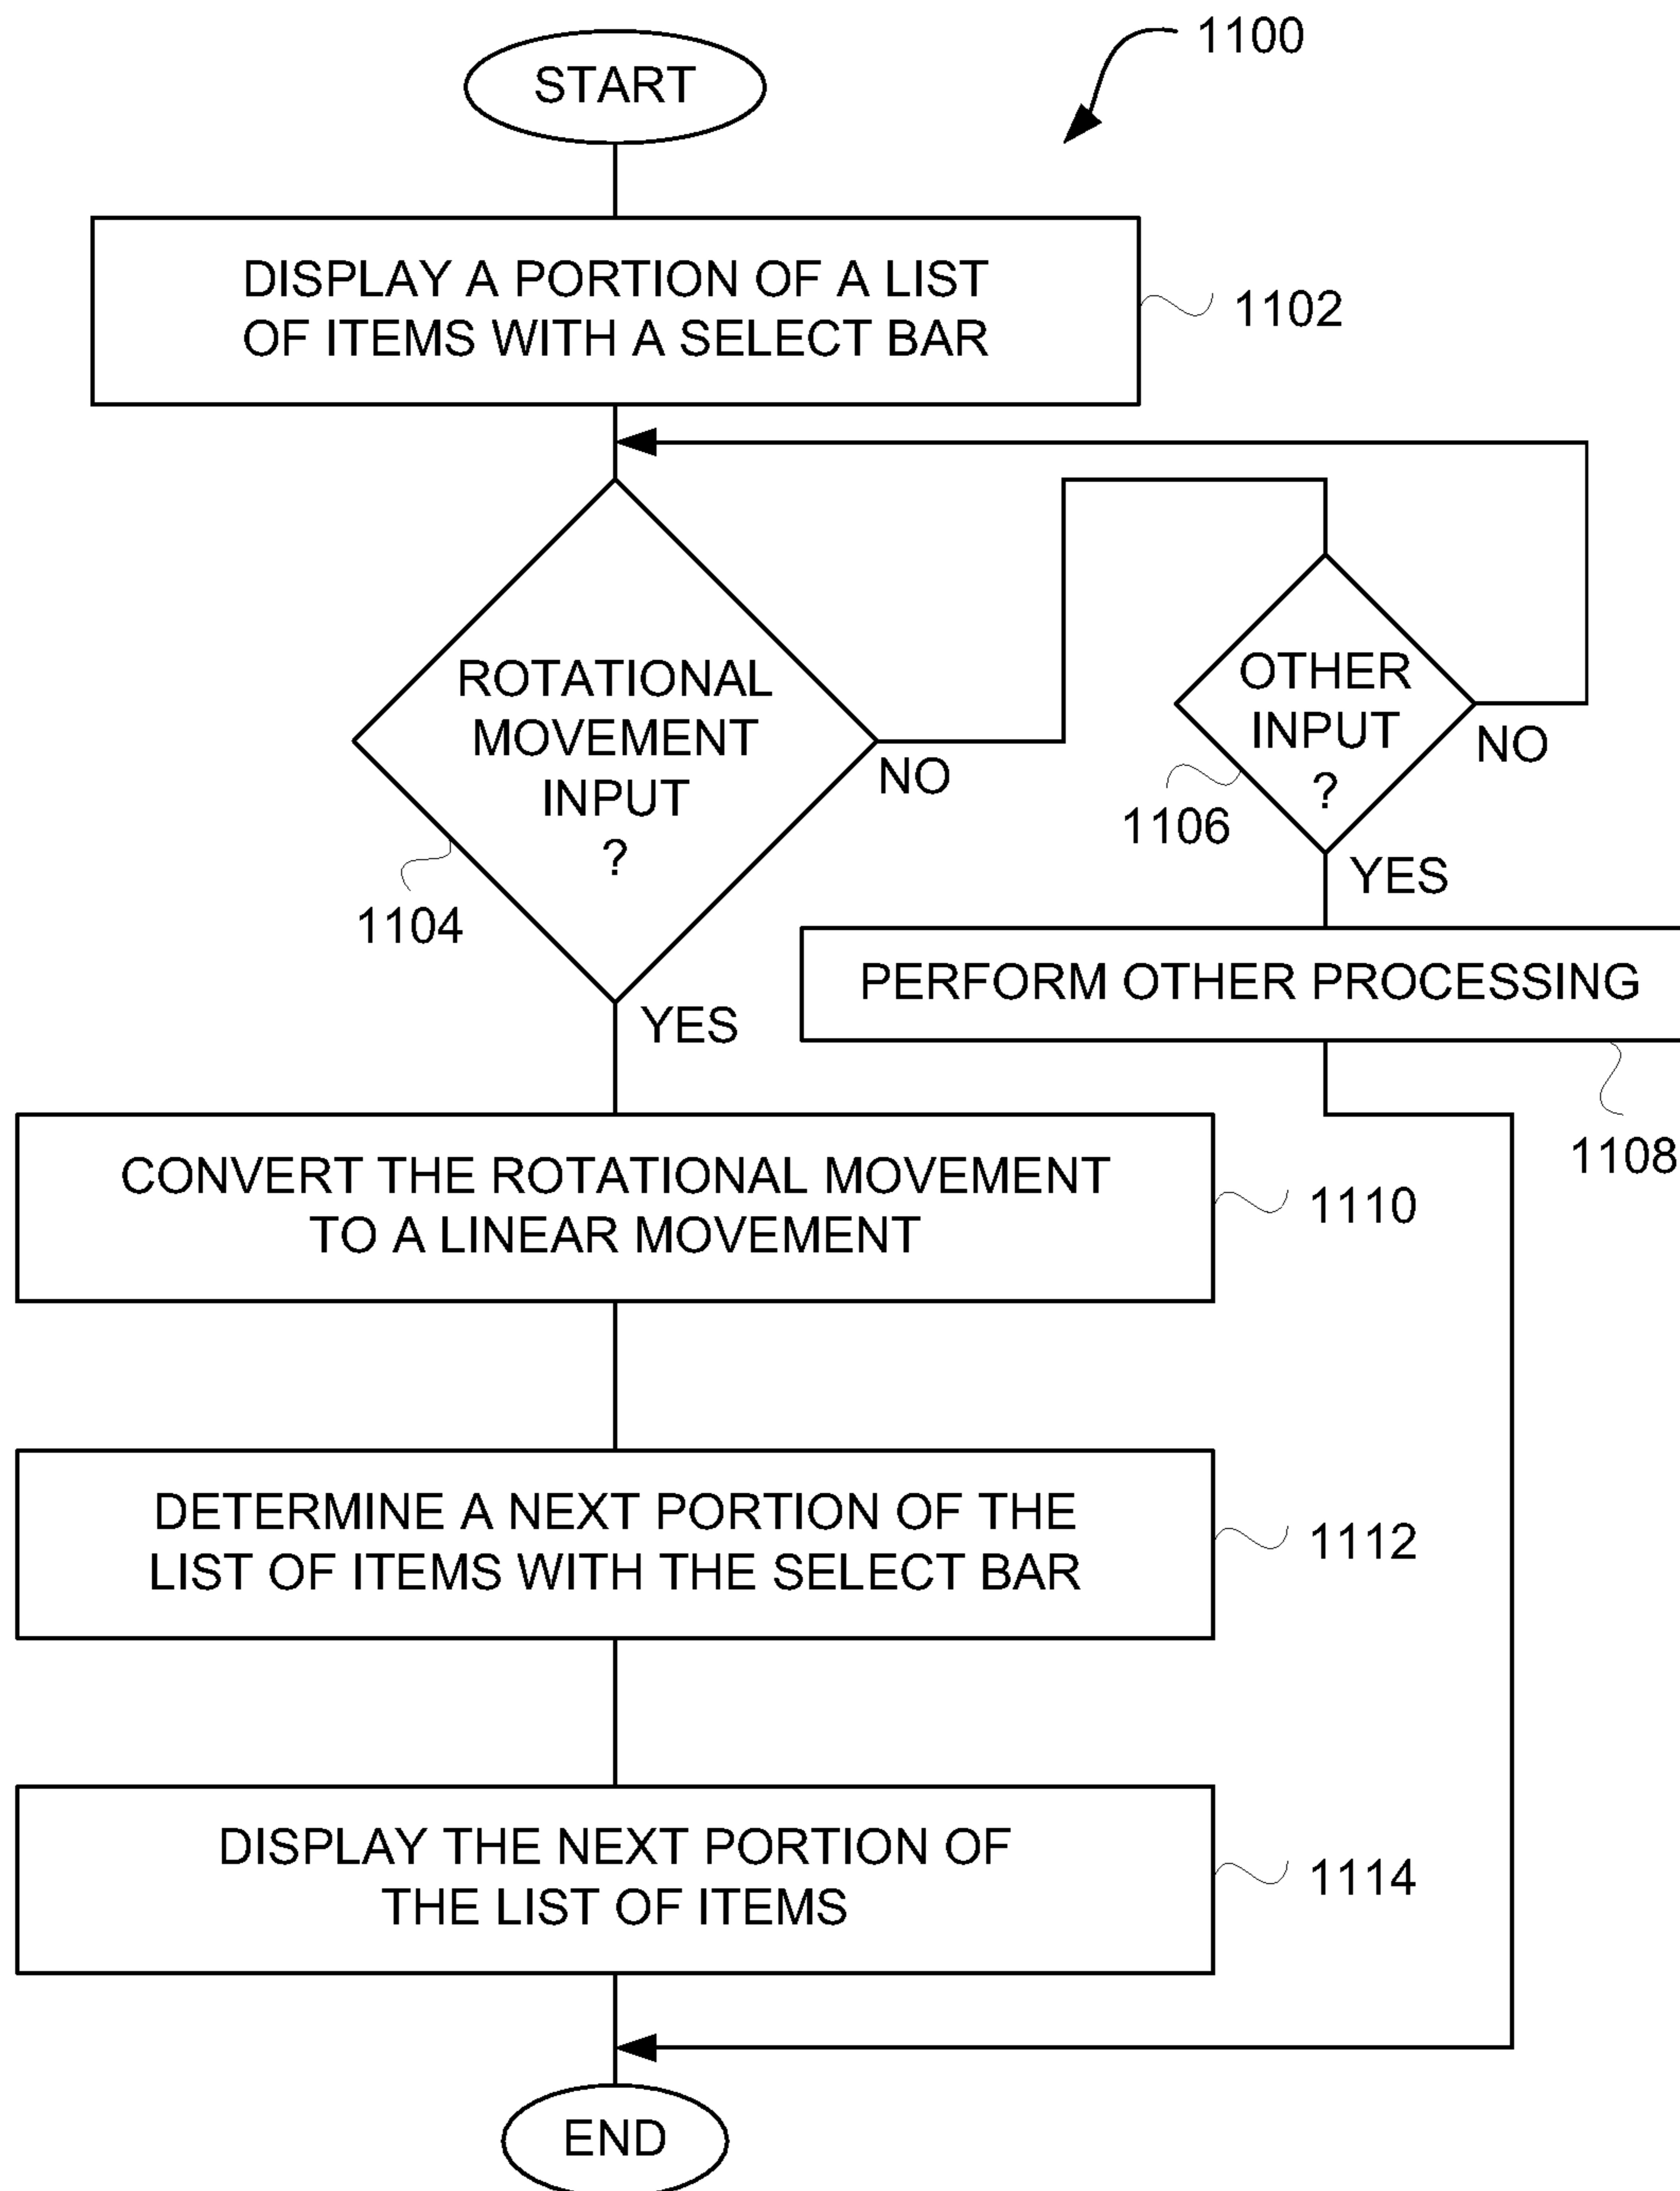 1100
START
DISPLAY A PORTION OF A LIST
OF ITEMS WITH A SELECT BAR
1102
ROTATIONAL
MOVEMENT
INPUT
?
NO
1104
YES
OTHER
INPUT
?
NO
1106
YES
PERFORM OTHER PROCESSING
1108
CONVERT THE ROTATIONAL MOVEMENT
TO A LINEAR MOVEMENT
1110
DETERMINE A NEXT PORTION OF THE
LIST OF ITEMS WITH THE SELECT BAR
1112
DISPLAY THE NEXT PORTION OF
THE LIST OF ITEMS
1114
END